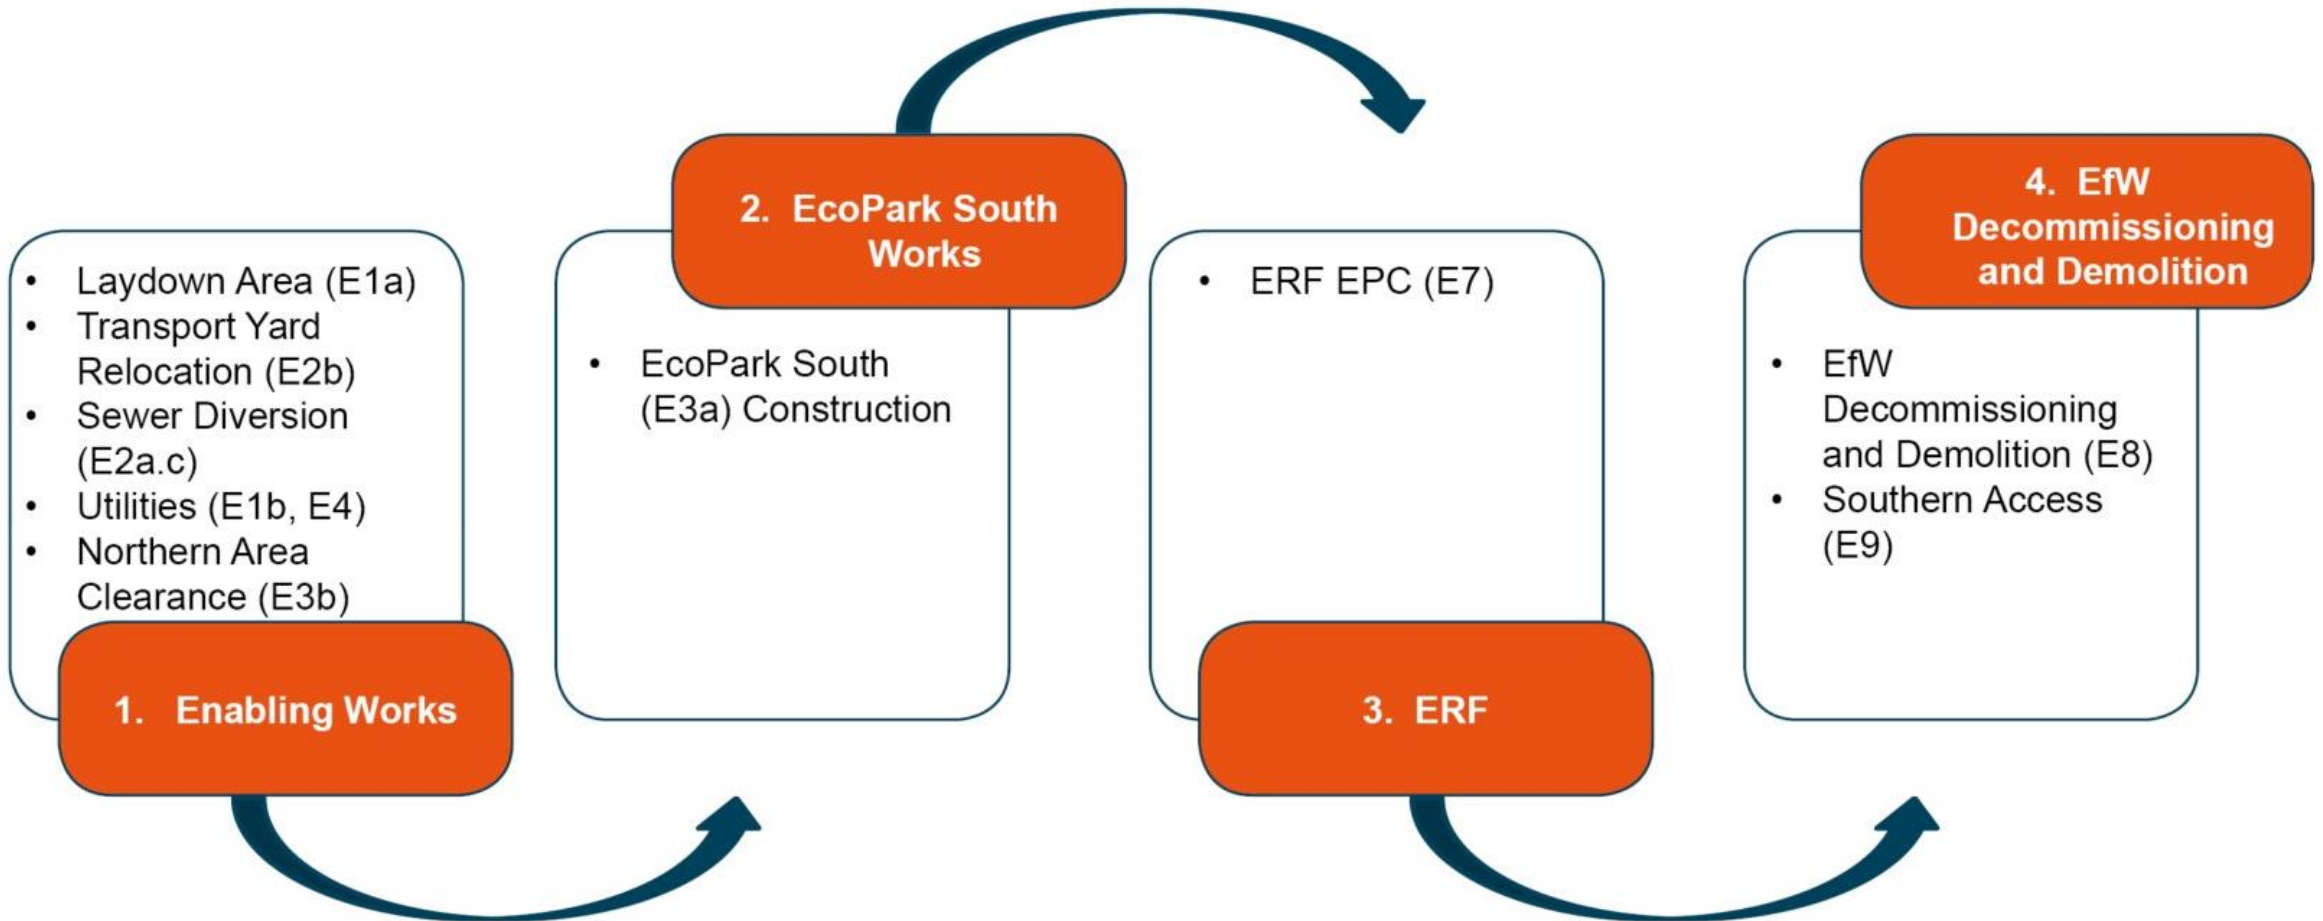 • Laydown Area (E1a)
• Transport Yard
Relocation (E2b)
• Sewer Diversion
(E2a.c)
• Utilities (E1b, E4)
• Northern Area
Clearance (E3b)
1. Enabling Works
2. EcoPark South
Works
• EcoPark South
(E3a) Construction
• ERF EPC (E7)
3. ERF
4. EfW
Decommissioning
and Demolition
• EfW
Decommissioning
and Demolition (E8)
• Southern Access
(E9)